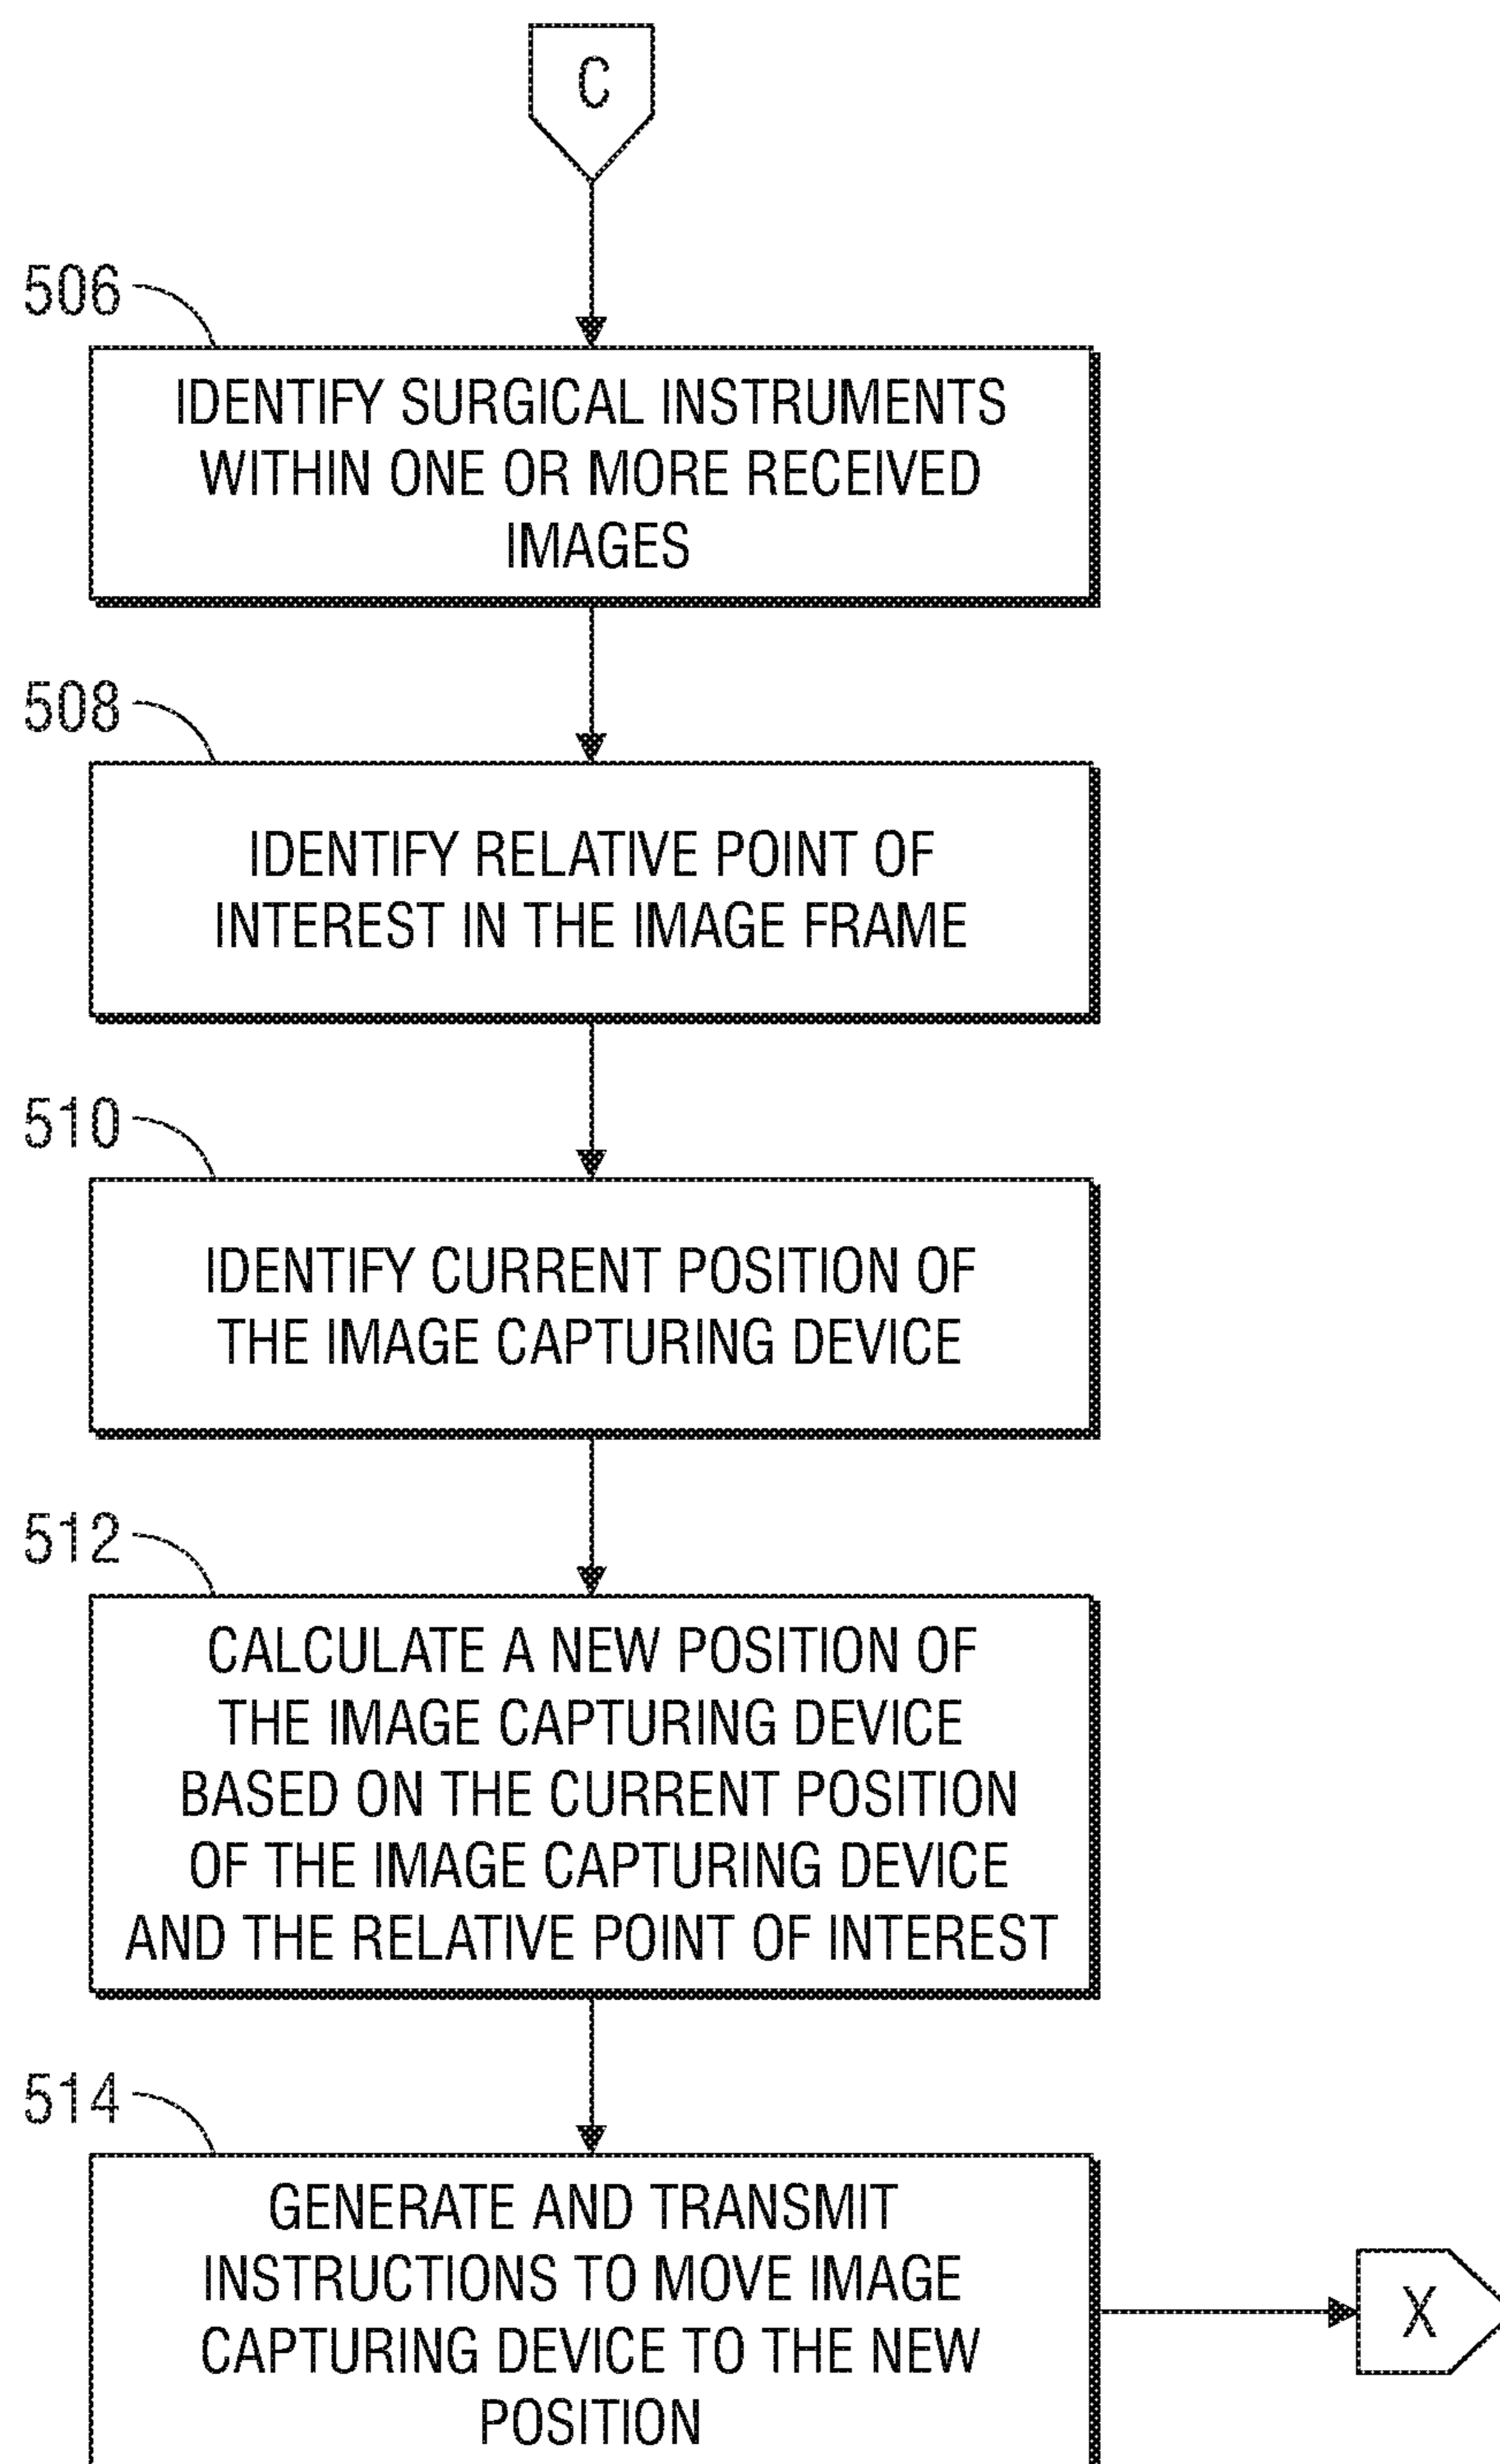 C
506
IDENTIFY SURGICAL INSTRUMENTS
WITHIN ONE OR MORE RECEIVED
IMAGES
508
IDENTIFY RELATIVE POINT OF
INTEREST IN THE IMAGE FRAME
510
IDENTIFY CURRENT POSITION OF
THE IMAGE CAPTURING DEVICE
512
CALCULATE A NEW POSITION OF
THE IMAGE CAPTURING DEVICE
BASED ON THE CURRENT POSITION
OF THE IMAGE CAPTURING DEVICE
AND THE RELATIVE POINT OF INTEREST
514
GENERATE AND TRANSMIT
INSTRUCTIONS TO MOVE IMAGE
CAPTURING DEVICE TO THE NEW
POSITION
X